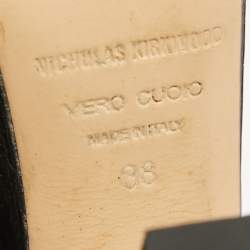 NICHOLAS KIRKWOOD
VERO CUOIO
MADE IN ITALY
38